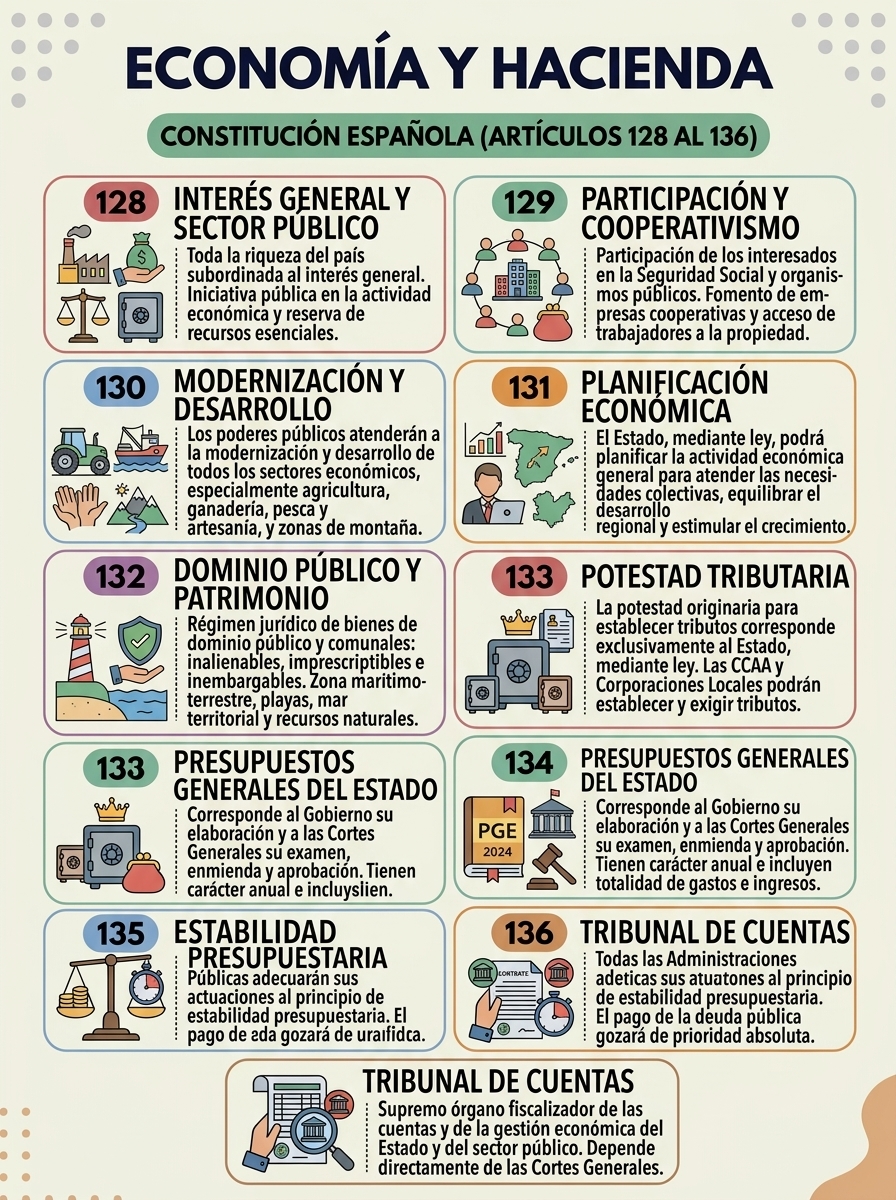 ECONOMÍA Y HACIENDA
CONSTITUCIÓN ESPAÑOLA (ARTÍCULOS 128 AL 136)
128
INTERÉS GENERAL Y
SECTOR PÚBLICO
Toda la riqueza del país
subordinada al interés general.
Iniciativa pública en la actividad
económica y reserva de
recursos esenciales.
129
PARTICIPACIÓN Y
COOPERATIVISMO
Participación de los interesados
en la Seguridad Social y organis-
mos públicos. Fomento de em-
presas cooperativas y acceso de
trabajadores a la propiedad.
130
MODERNIZACIÓN Y
DESARROLLO
Los poderes públicos atenderán a
la modernización y desarrollo de
todos los sectores económicos,
especialmente agricultura,
ganadería, pesca y
artesanía, y zonas de montaña.
131
PLANIFICACIÓN
ECONÓMICA
El Estado, mediante ley, podrá
planificar la actividad económica
general para atender las necesi-
dades colectivas, equilibrar el
desarrollo
regional y estimular el crecimiento.
132
DOMINIO PÚBLICO Y
PATRIMONIO
Régimen jurídico de bienes de
dominio público y comunales:
inalienables, imprescriptibles e
inembargables. Zona maritimo-
terrestre, playas, mar
territorial y recursos naturales.
133
POTESTAD TRIBUTARIA
La potestad originaria para
establecer tributos corresponde
exclusivamente al Estado,
mediante ley. Las CCAA y
Corporaciones Locales podrán
establecer y exigir tributos.
133
PRESUPUESTOS
GENERALES DEL ESTADO
Corresponde al Gobierno su
elaboración y a las Cortes
Generales su examen,
enmienda y aprobación. Tienen
carácter anual e incluyslien.
134
PRESUPUESTOS GENERALES
DEL ESTADO
PGE
2024
Corresponde al Gobierno su
elaboración y a las Cortes Generales
su examen, enmienda y aprobación.
Tienen carácter anual e incluyen
totalidad de gastos e ingresos.
135
ESTABILIDAD
PRESUPUESTARIA
Públicas adecuarán sus
actuaciones al principio de
estabilidad presupuestaria. El
pago de gozará de
136
TRIBUNAL DE CUENTAS
CONTRATE
Todas las Administraciones
adeticas sus al principio
de estabilidad presupuestaria.
El pago de la deuda pública
gozará de prioridad absoluta.
TRIBUNAL DE CUENTAS
Supremo órgano fiscalizador de las
cuentas y de la gestión económica del
Estado y del sector público. Depende
directamente de las Cortes Generales.